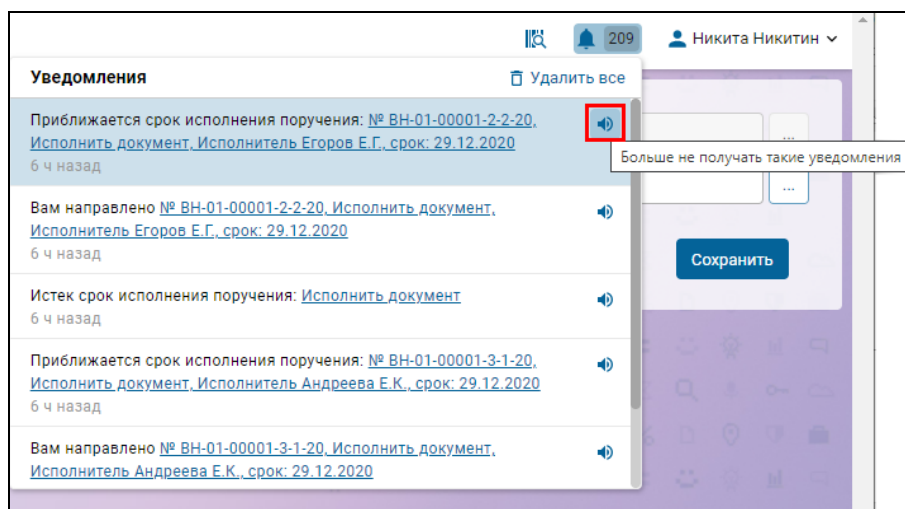 209
Никита Никитин
Уведомления
Удалить все
Приближается срок исполнения поручения: № ВН-01-00001-2-2-20,
Исполнить документ, Исполнитель Егоров Е.Г., срок: 29.12.2020
6 ч назад
Больше не получать такие уведомления
...
...
Вам направлено № ВН-01-00001-2-2-20, Исполнить документ,
Исполнитель Егоров Е.Г., срок: 29.12.2020
6 ч назад
Сохранить
Истек срок исполнения поручения: Исполнить документ
6 ч назад
Приближается срок исполнения поручения: № ВН-01-00001-3-1-20,
Исполнить документ, Исполнитель Андреева Е.К., срок: 29.12.2020
6 ч назад
Вам направлено № ВН-01-00001-3-1-20, Исполнить документ,
Исполнитель Андреева Е.К., срок: 29.12.2020